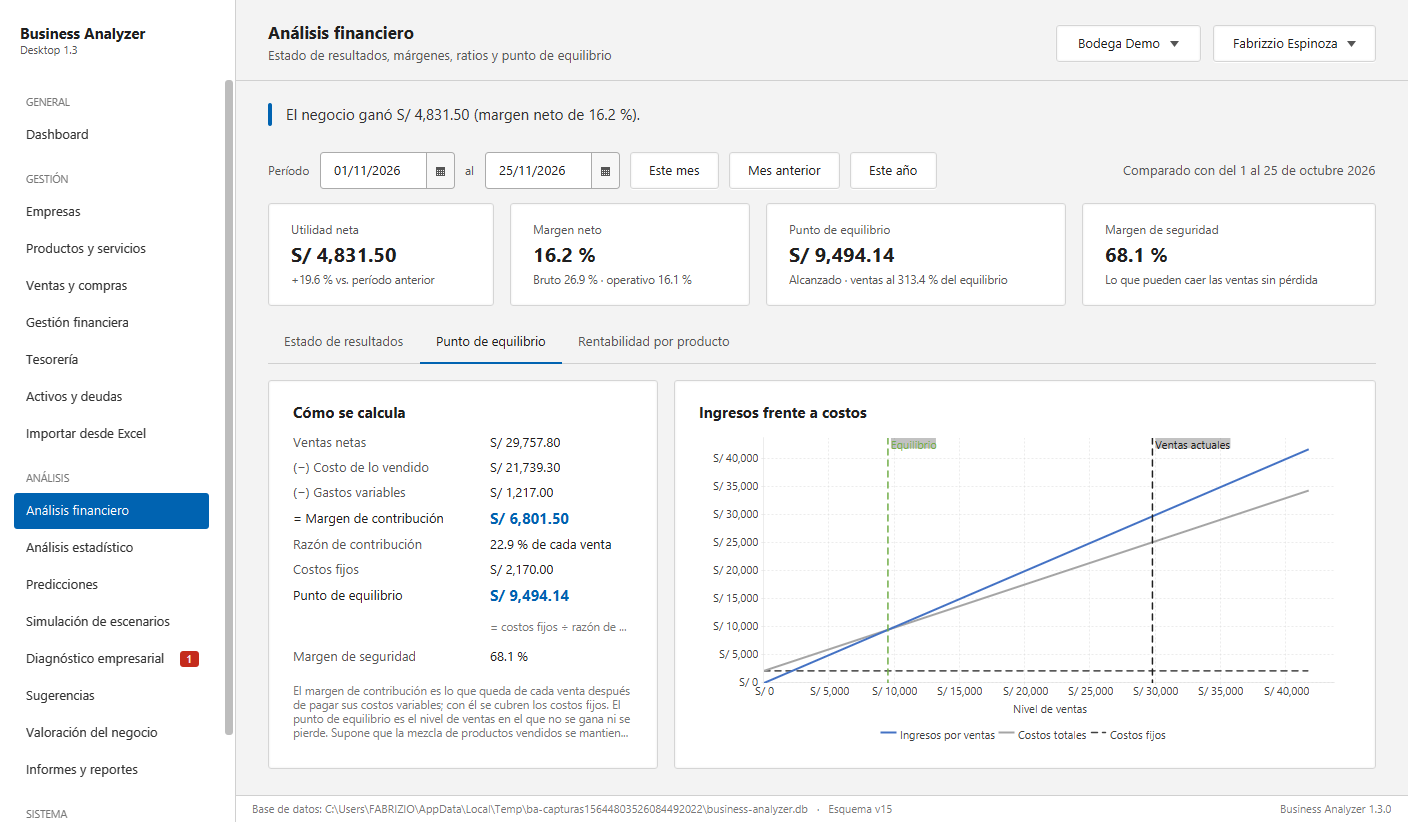 Business Analyzer
Desktop 1.3
GENERAL
Dashboard
GESTIÓN
Empresas
Productos y servicios
Ventas y compras
Gestión financiera
Tesorería
Activos y deudas
Importar desde Excel
ANÁLISIS
Análisis financiero
Análisis estadístico
Predicciones
Simulación de escenarios
Diagnóstico empresarial 1
Sugerencias
Valoración del negocio
Informes y reportes
SISTEMA
Análisis financiero
Estado de resultados, márgenes, ratios y punto de equilibrio
Bodega Demo
Fabrizzio Espinoza
El negocio ganó S/ 4,831.50 (margen neto de 16.2 %).
Período 01/11/2026 al 25/11/2026 Este mes Mes anterior Este año Comparado con del 1 al 25 de octubre 2026
Utilidad neta
S/ 4,831.50
+19.6 % vs. período anterior
Margen neto
16.2 %
Bruto 26.9 % · operativo 16.1 %
Punto de equilibrio
S/ 9,494.14
Alcanzado · ventas al 313.4 % del equilibrio
Margen de seguridad
68.1 %
Lo que pueden caer las ventas sin pérdida
Estado de resultados Punto de equilibrio Rentabilidad por producto
Cómo se calcula
Ventas netas S/ 29,757.80
(−) Costo de lo vendido S/ 21,739.30
(−) Gastos variables S/ 1,217.00
= Margen de contribución S/ 6,801.50
Razón de contribución 22.9 % de cada venta
Costos fijos S/ 2,170.00
Punto de equilibrio S/ 9,494.14
= costos fijos ÷ razón de ...
Margen de seguridad 68.1 %
El margen de contribución es lo que queda de cada venta después
de pagar sus costos variables; con él se cubren los costos fijos. El
punto de equilibrio es el nivel de ventas en el que no se gana ni se
pierde. Supone que la mezcla de productos vendidos se mantien...
Ingresos frente a costos
Equilibrio
Ventas actuales
S/ 40,000
S/ 35,000
S/ 30,000
S/ 25,000
S/ 20,000
S/ 15,000
S/ 10,000
S/ 5,000
S/ 0
S/ 0 S/ 5,000 S/ 10,000 S/ 15,000 S/ 20,000 S/ 25,000 S/ 30,000 S/ 35,000 S/ 40,000
Nivel de ventas
Ingresos por ventas Costos totales Costos fijos
Base de datos: C:\Users\FABRIZIO\AppData\Local\Temp\ba-capturas15644803526084492022\business-analyzer.db · Esquema v15
Business Analyzer 1.3.0